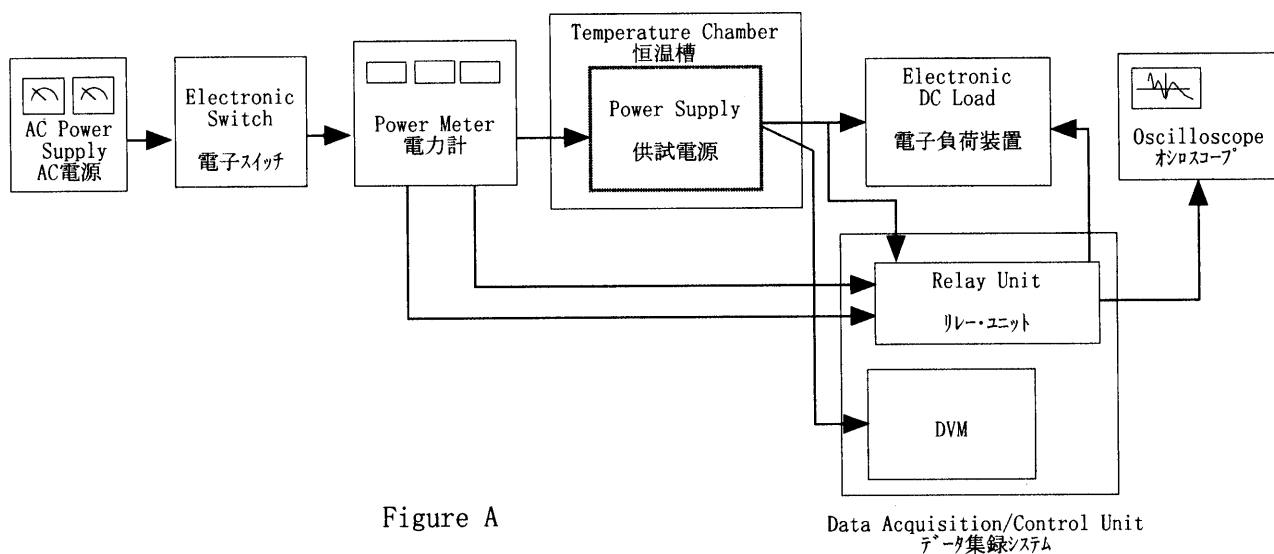 AC Power
Supply
AC電源
Electronic
Switch
電子スイッチ
Power Meter
電力計
Temperature Chamber
恒温槽
Power Supply
供試電源
Electronic
DC Load
電子負荷装置
Oscilloscope
オシロスコープ
Relay Unit
リレー・ユニット
DVM
Figure A
Data Acquisition/Control Unit
データ集録システム